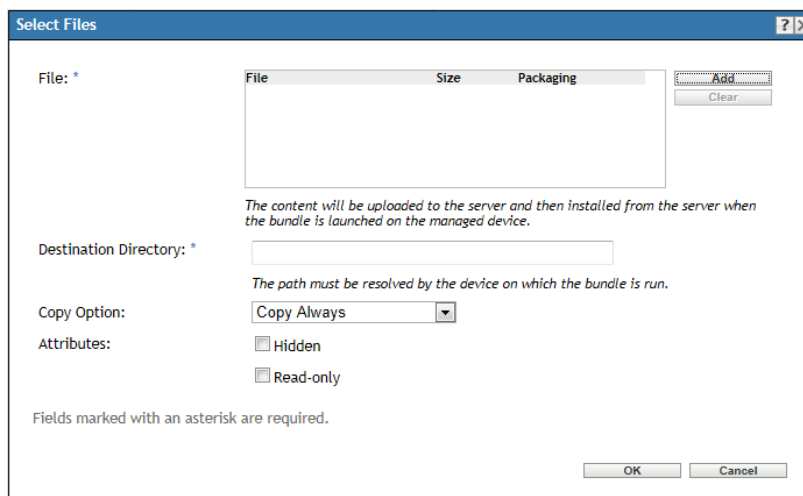 Select Files
?
File: *
File Size Packaging
Add
Clear
The content will be uploaded to the server and then installed from the server when
the bundle is launched on the managed device.
Destination Directory: *
The path must be resolved by the device on which the bundle is run.
Copy Option:
Copy Always
Attributes:
Hidden
Read-only
Fields marked with an asterisk are required.
OK
Cancel